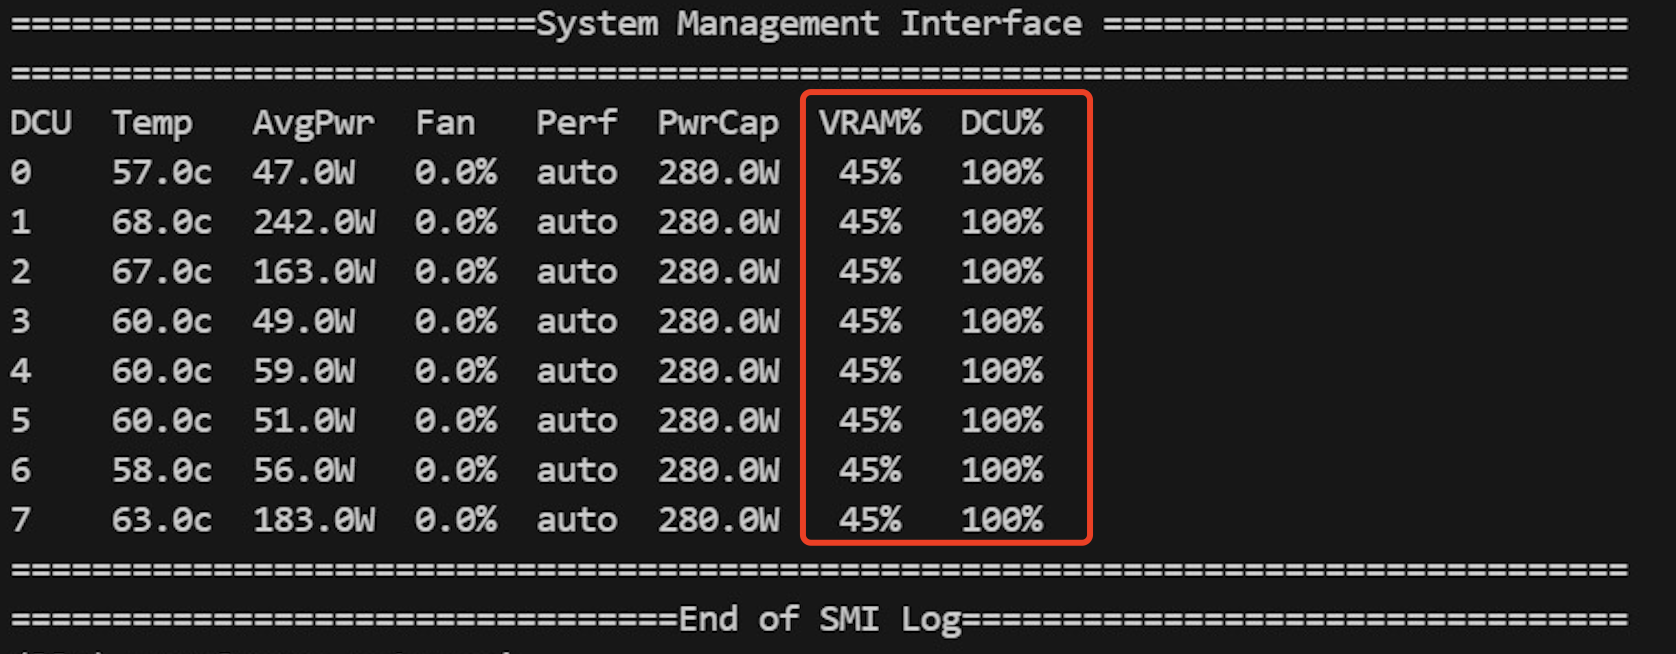 ==========================System Management Interface ==========================
================================================================================
DCU  Temp   AvgPwr  Fan   Perf  PwrCap  VRAM%  DCU%
0    57.0c  47.0W   0.0%  auto  280.0W   45%   100%
1    68.0c  242.0W  0.0%  auto  280.0W   45%   100%
2    67.0c  163.0W  0.0%  auto  280.0W   45%   100%
3    60.0c  49.0W   0.0%  auto  280.0W   45%   100%
4    60.0c  59.0W   0.0%  auto  280.0W   45%   100%
5    60.0c  51.0W   0.0%  auto  280.0W   45%   100%
6    58.0c  56.0W   0.0%  auto  280.0W   45%   100%
7    63.0c  183.0W  0.0%  auto  280.0W   45%   100%
================================================================================
=================================End of SMI Log=================================